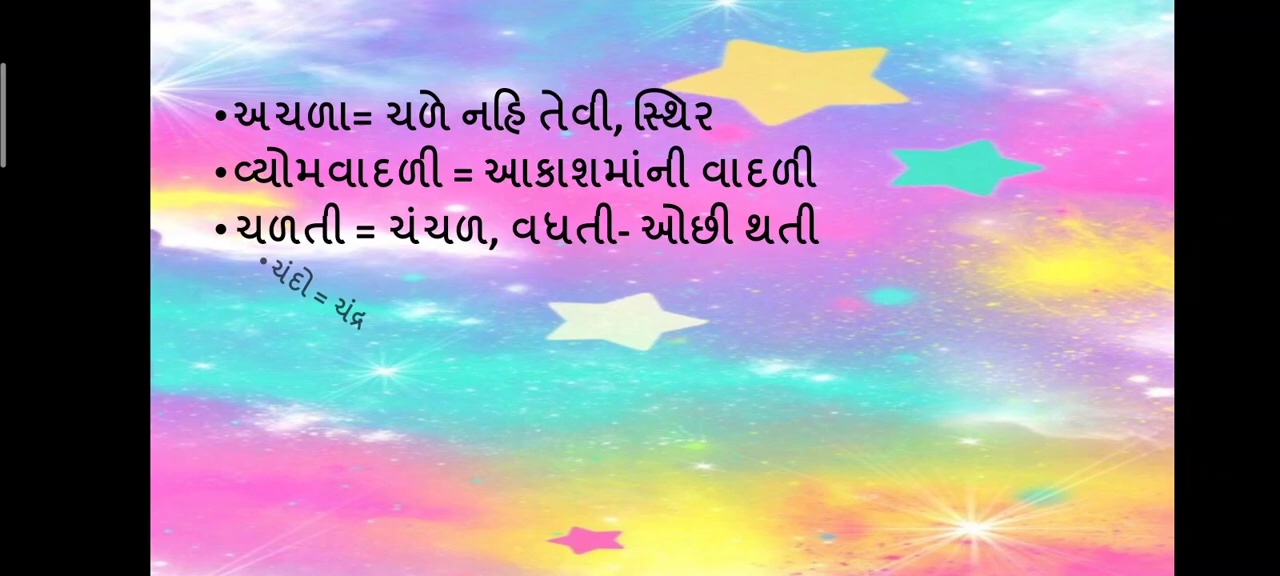 •અચળા= ચળે નહિ તેવી, સ્થિર
•વ્યોમવાદળી = આકાશમાંની વાદળી
•ચળતી = ચંચળ, વધતી- ઓછી થતી
•ચંદો = ચંદ્ર